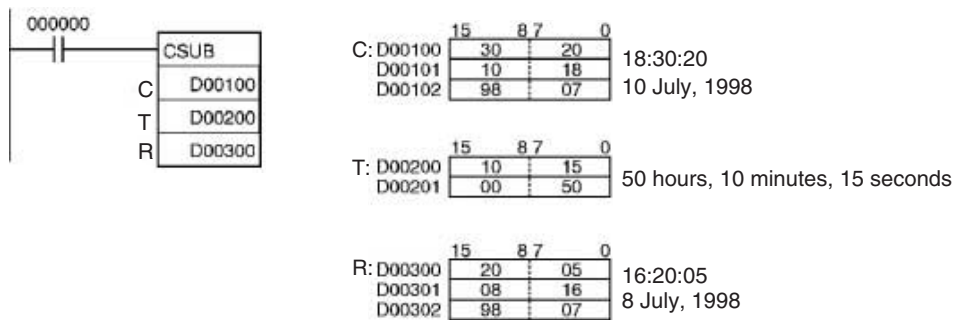 000000
CSUB
C D00100
T D00200
R D00300
15 8 7 0
C: D00100 30 20 18:30:20
D00101 10 18
D00102 98 07 10 July, 1998
15 8 7 0
T: D00200 10 15
D00201 00 50
50 hours, 10 minutes, 15 seconds
15 8 7 0
R: D00300 20 05 16:20:05
D00301 08 16
D00302 98 07 8 July, 1998